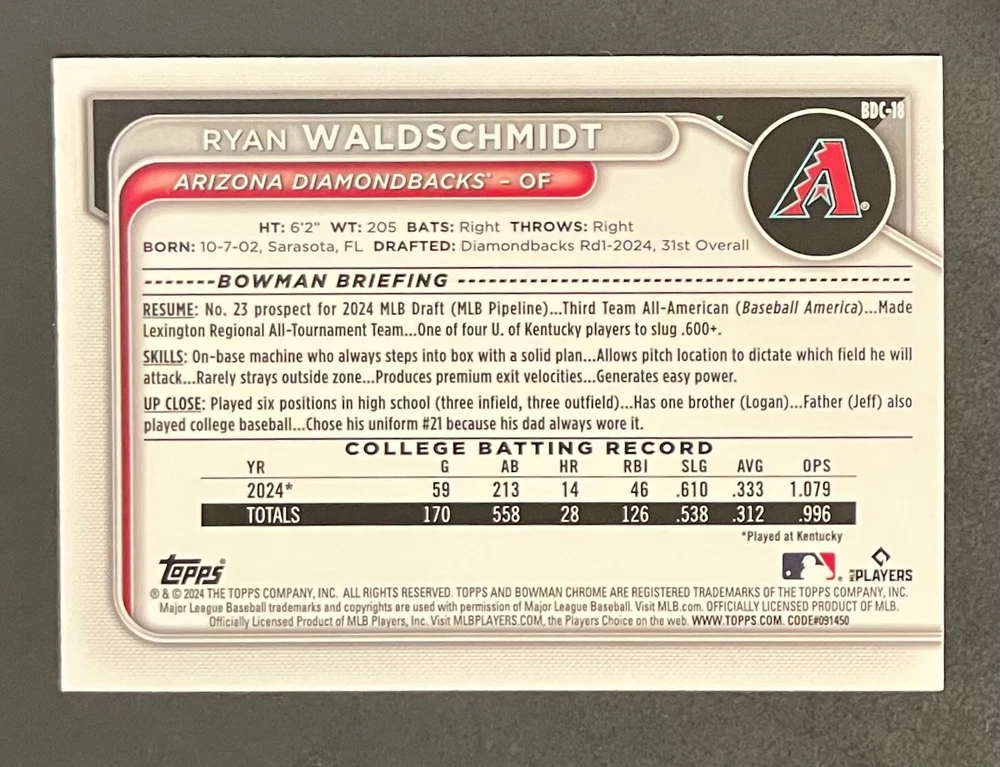 BDC-18
RYAN WALDSCHMIDT
ARIZONA DIAMONDBACKS® – OF
A®
HT: 6'2" WT: 205 BATS: Right THROWS: Right
BORN: 10-7-02, Sarasota, FL DRAFTED: Diamondbacks Rd1-2024, 31st Overall
BOWMAN BRIEFING
RESUME: No. 23 prospect for 2024 MLB Draft (MLB Pipeline)...Third Team All-American (Baseball America)...Made
Lexington Regional All-Tournament Team...One of four U. of Kentucky players to slug .600+.
SKILLS: On-base machine who always steps into box with a solid plan...Allows pitch location to dictate which field he will
attack...Rarely strays outside zone...Produces premium exit velocities...Generates easy power.
UP CLOSE: Played six positions in high school (three infield, three outfield)...Has one brother (Logan)...Father (Jeff) also
played college baseball...Chose his uniform #21 because his dad always wore it.
COLLEGE BATTING RECORD
YR G AB HR RBI SLG AVG OPS
2024* 59 213 14 46 .610 .333 1.079
TOTALS 170 558 28 126 .538 .312 .996
*Played at Kentucky
Topps® ® MLB PLAYERS
® & © 2024 THE TOPPS COMPANY, INC. ALL RIGHTS RESERVED. TOPPS AND BOWMAN CHROME ARE REGISTERED TRADEMARKS OF THE TOPPS COMPANY, INC.
Major League Baseball trademarks and copyrights are used with permission of Major League Baseball. Visit MLB.com. OFFICIALLY LICENSED PRODUCT OF MLB.
Officially Licensed Product of MLB Players, Inc. Visit MLBPLAYERS.COM, the Players Choice on the web. WWW.TOPPS.COM. CODE#091450